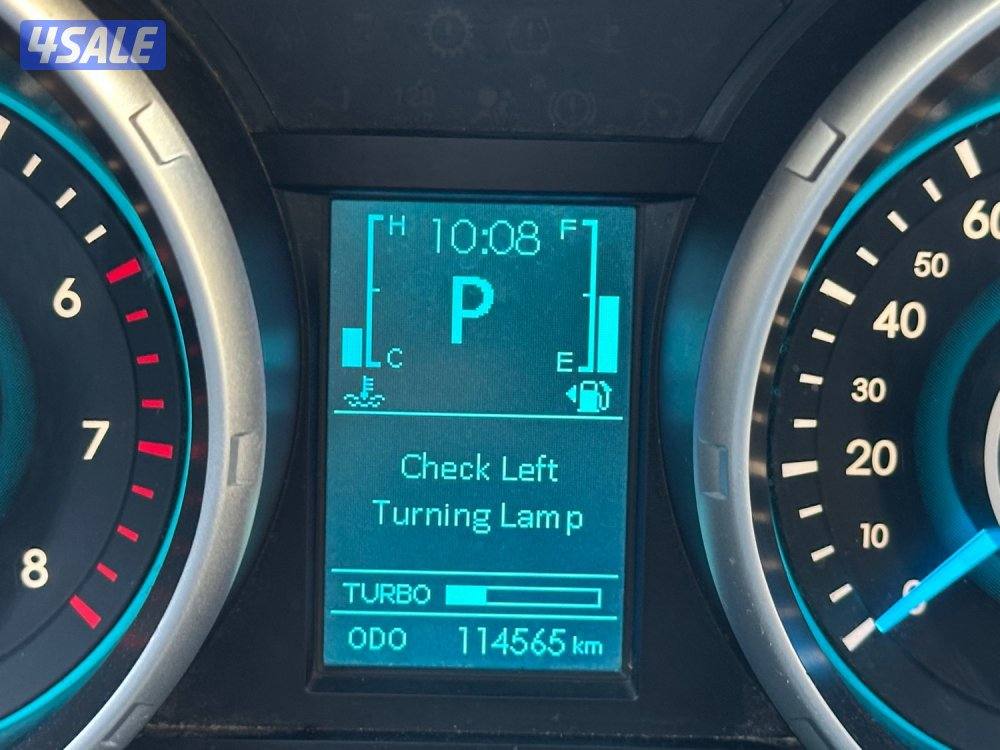 4SALE
H 10:08 F
P
C E
Check Left
Turning Lamp
TURBO
ODO 114565 km
6
7
8
60
50
40
30
20
10
0